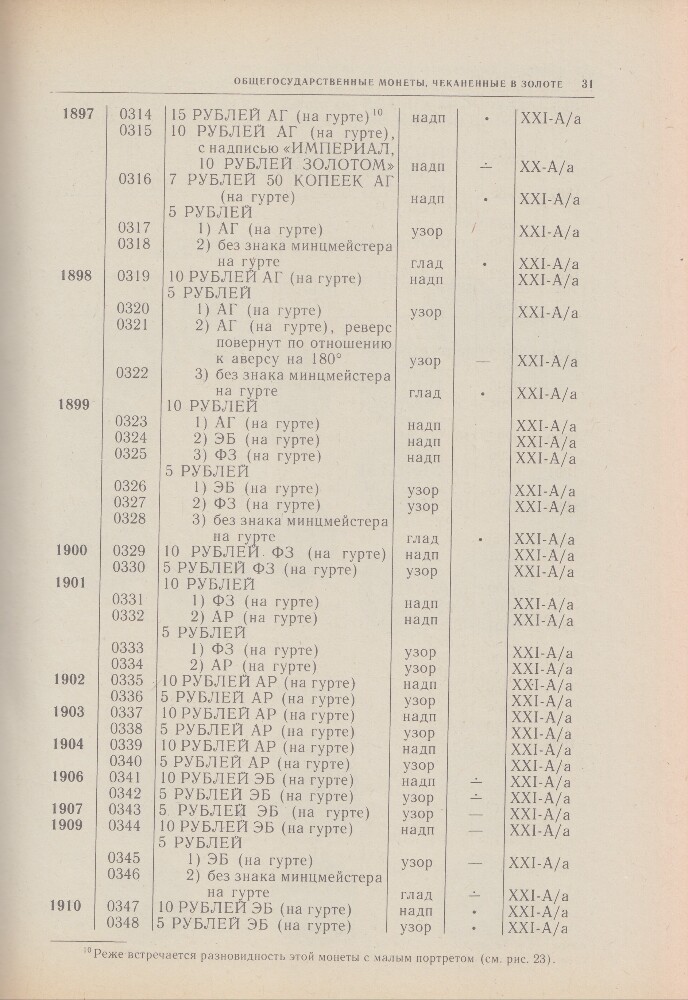 ОБЩЕГОСУДАРСТВЕННЫЕ МОНЕТЫ, ЧЕКАНЕННЫЕ В ЗОЛОТЕ 31
1897 0314 15 РУБЛЕЙ АГ (на гурте)¹⁰ надп • XXI-А/а
0315 10 РУБЛЕЙ АГ (на гурте),
с надписью «ИМПЕРИАЛ,
10 РУБЛЕЙ ЗОЛОТОМ» надп ∸ XX-А/а
0316 7 РУБЛЕЙ 50 КОПЕЕК АГ
(на гурте) надп • XXI-А/а
5 РУБЛЕЙ
0317 1) АГ (на гурте) узор XXI-А/а
0318 2) без знака минцмейстера
на гурте глад • XXI-А/а
1898 0319 10 РУБЛЕЙ АГ (на гурте) надп XXI-А/а
5 РУБЛЕЙ
0320 1) АГ (на гурте) узор XXI-А/а
0321 2) АГ (на гурте), реверс
повернут по отношению
к аверсу на 180° узор — XXI-А/а
0322 3) без знака минцмейстера
на гурте глад • XXI-А/а
1899 10 РУБЛЕЙ
0323 1) АГ (на гурте) надп XXI-А/а
0324 2) ЭБ (на гурте) надп XXI-А/а
0325 3) ФЗ (на гурте) надп XXI-А/а
5 РУБЛЕЙ
0326 1) ЭБ (на гурте) узор XXI-А/а
0327 2) ФЗ (на гурте) узор XXI-А/а
0328 3) без знака минцмейстера
на гурте глад • XXI-А/а
1900 0329 10 РУБЛЕЙ ФЗ (на гурте) надп XXI-А/а
0330 5 РУБЛЕЙ ФЗ (на гурте) узор XXI-А/а
1901 10 РУБЛЕЙ
0331 1) ФЗ (на гурте) надп XXI-А/а
0332 2) АР (на гурте) надп XXI-А/а
5 РУБЛЕЙ
0333 1) ФЗ (на гурте) узор XXI-А/а
0334 2) АР (на гурте) узор XXI-А/а
1902 0335 10 РУБЛЕЙ АР (на гурте) надп XXI-А/а
0336 5 РУБЛЕЙ АР (на гурте) узор XXI-А/а
1903 0337 10 РУБЛЕЙ АР (на гурте) надп XXI-А/а
0338 5 РУБЛЕЙ АР (на гурте) узор XXI-А/а
1904 0339 10 РУБЛЕЙ АР (на гурте) надп XXI-А/а
0340 5 РУБЛЕЙ АР (на гурте) узор XXI-А/а
1906 0341 10 РУБЛЕЙ ЭБ (на гурте) надп ∸ XXI-А/а
0342 5 РУБЛЕЙ ЭБ (на гурте) узор ∸ XXI-А/а
1907 0343 5 РУБЛЕЙ ЭБ (на гурте) узор — XXI-А/а
1909 0344 10 РУБЛЕЙ ЭБ (на гурте) надп — XXI-А/а
5 РУБЛЕЙ
0345 1) ЭБ (на гурте) узор — XXI-А/а
0346 2) без знака минцмейстера
на гурте глад ∸ XXI-А/а
1910 0347 10 РУБЛЕЙ ЭБ (на гурте) надп • XXI-А/а
0348 5 РУБЛЕЙ ЭБ (на гурте) узор • XXI-А/а
¹⁰ Реже встречается разновидность этой монеты с малым портретом (см. рис. 23).